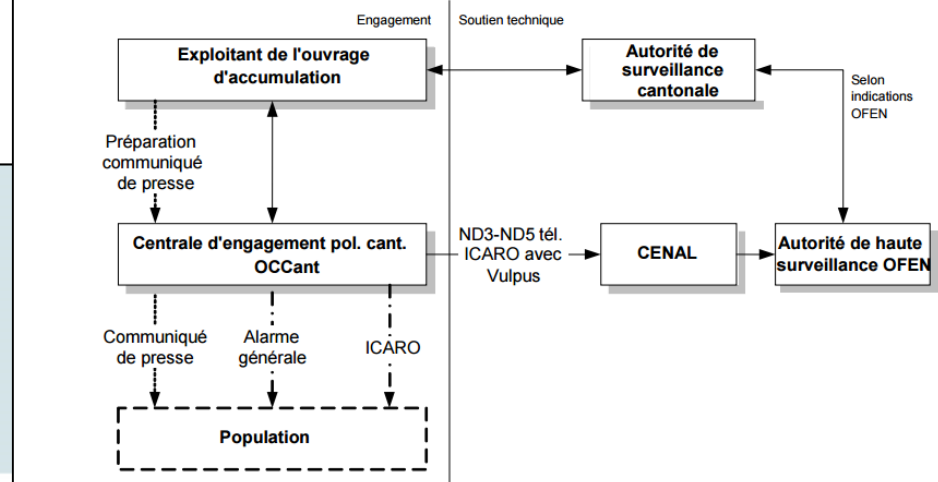 Engagement
Soutien technique
Exploitant de l'ouvrage
d'accumulation
Autorité de
surveillance
cantonale
Selon
indications
OFEN
Préparation
communiqué
de presse
Centrale d'engagement pol. cant.
OCCant
ND3-ND5 tél.
ICARO avec
Vulpus
CENAL
Autorité de haute
surveillance OFEN
Communiqué
de presse
Alarme
générale
ICARO
Population